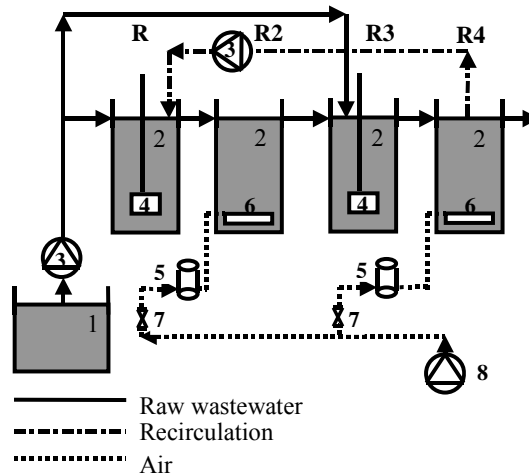 R R2 R3 R4
3
2 2 2 2
4 6 4 6
3
5 5
1 7 7
8
Raw wastewater
Recirculation
Air